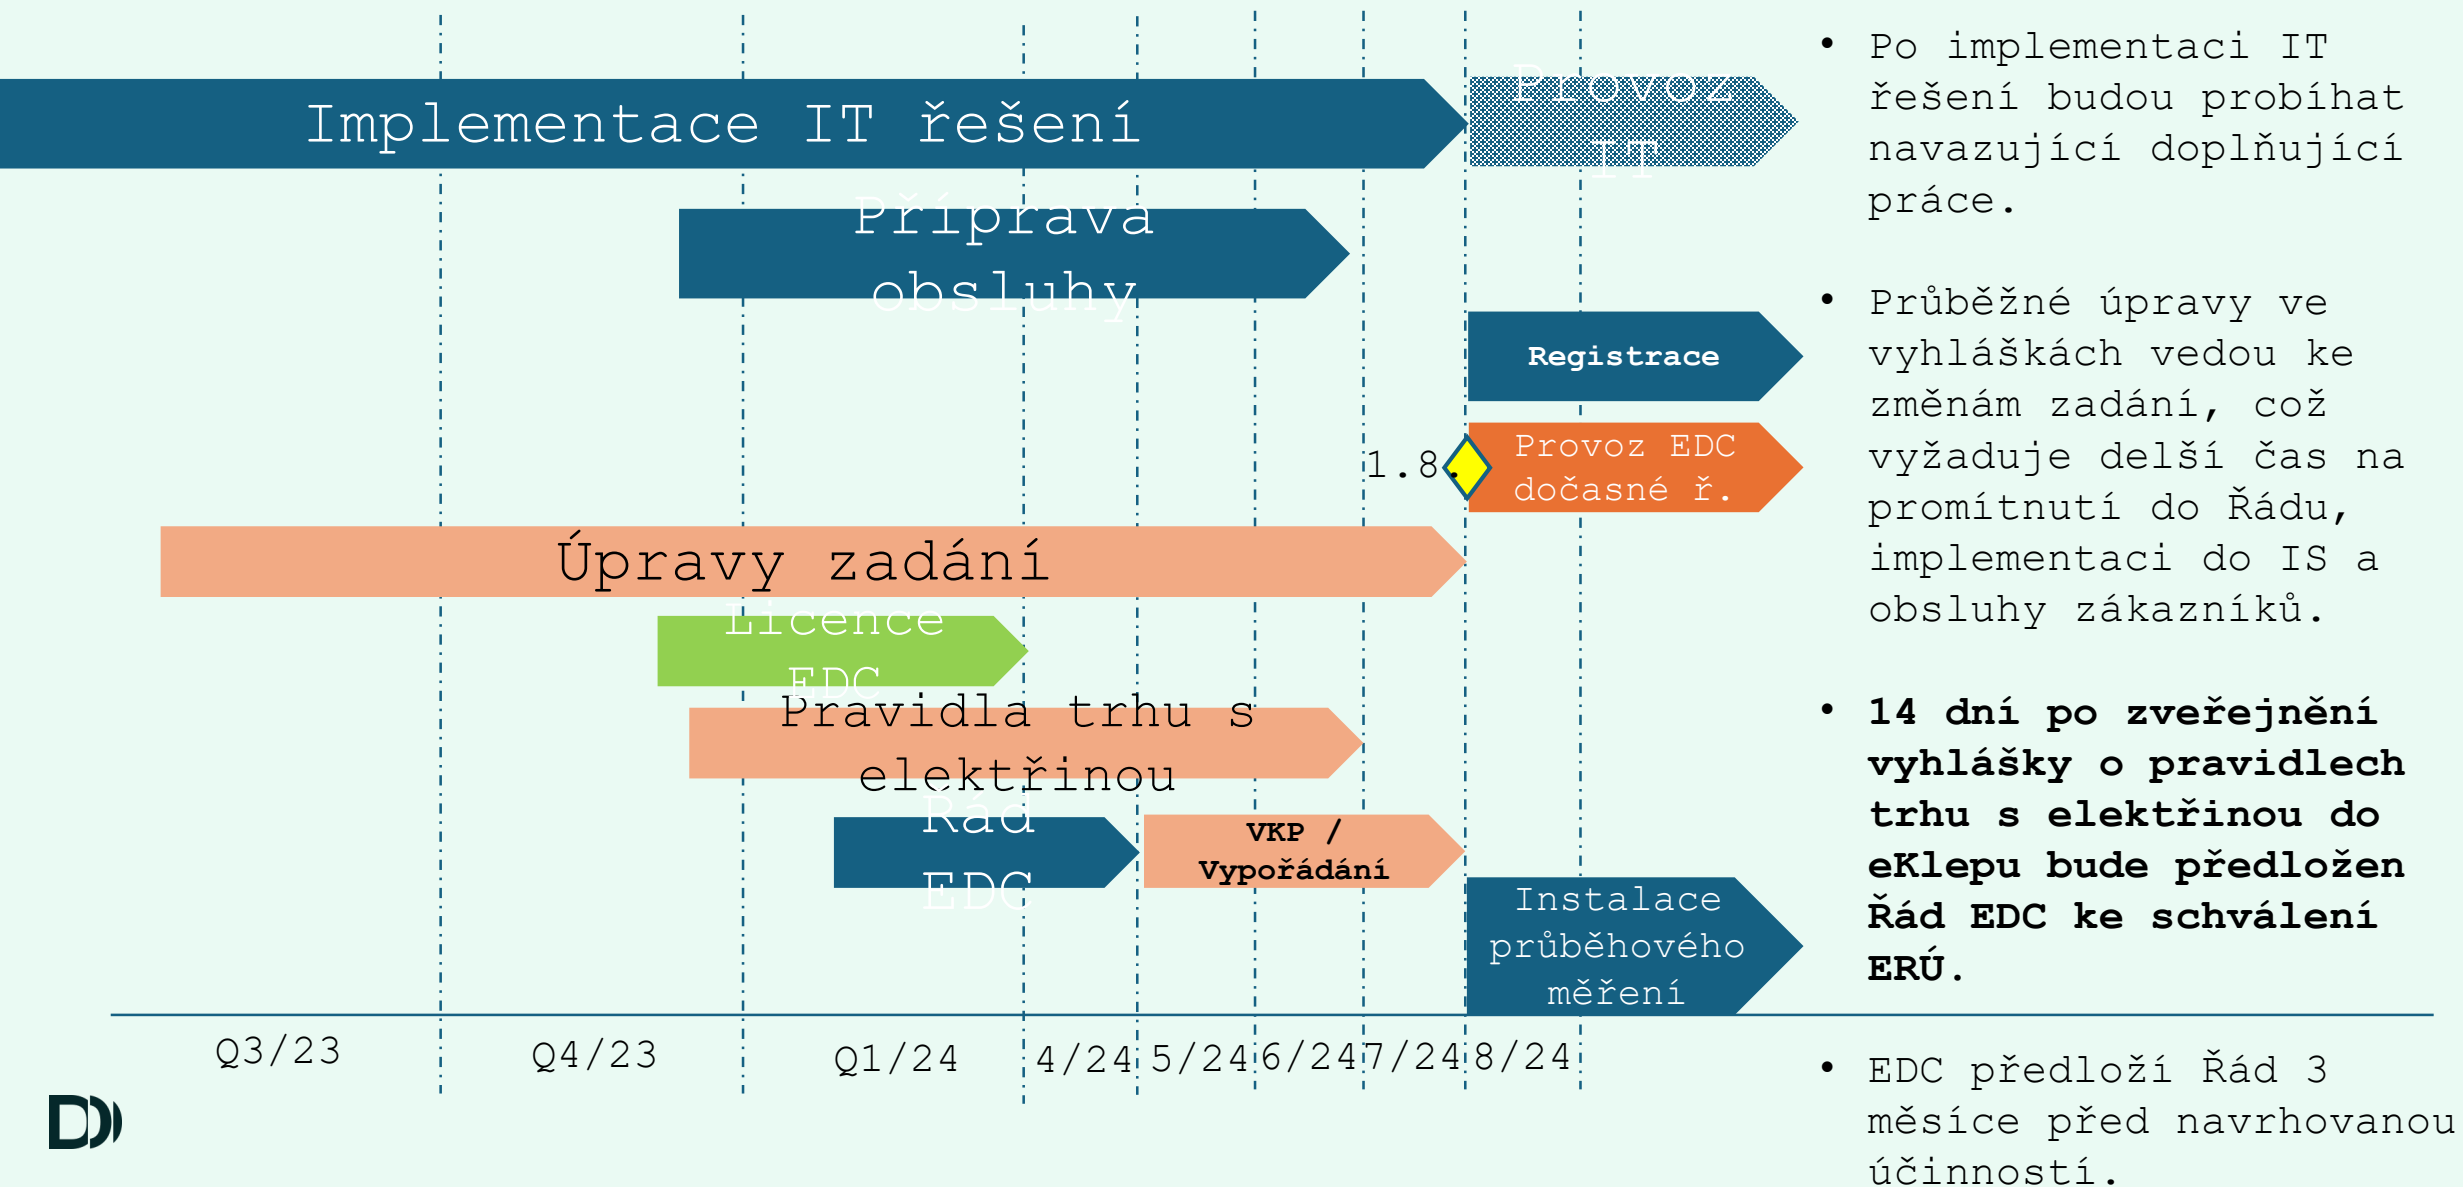 Implementace IT řešení
Provoz
IT
Příprava
obsluhy
Registrace
1.8.
Provoz EDC
dočasné ř.
Úpravy zadání
Licence
EDC
Pravidla trhu s
elektřinou
Řád
EDC
VKP /
Vypořádání
Instalace
průběhového
měření
Q3/23
Q4/23
Q1/24
4/24
5/24
6/24
7/24
8/24
• Po implementaci IT
řešení budou probíhat
navazující doplňující
práce.
• Průběžné úpravy ve
vyhláškách vedou ke
změnám zadání, což
vyžaduje delší čas na
promítnutí do Řádu,
implementaci do IS a
obsluhy zákazníků.
• 14 dní po zveřejnění
vyhlášky o pravidlech
trhu s elektřinou do
eKlepu bude předložen
Řád EDC ke schválení
ERÚ.
• EDC předloží Řád 3
měsíce před navrhovanou
účinností.